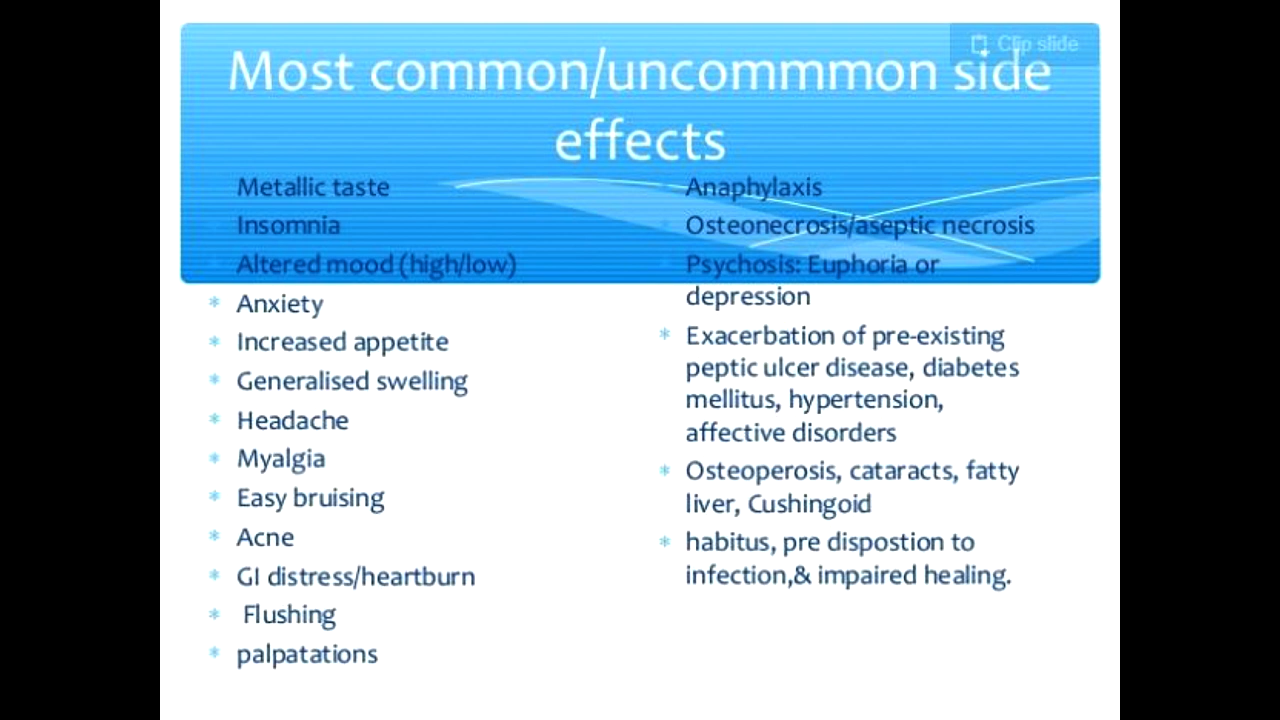 Clip slide
Most common/uncommmon side
effects
Metallic taste
Insomnia
Altered mood (high/low)
* Anxiety
* Increased appetite
* Generalised swelling
* Headache
* Myalgia
* Easy bruising
* Acne
* GI distress/heartburn
* Flushing
* palpatations
Anaphylaxis
Osteonecrosis/aseptic necrosis
Psychosis: Euphoria or
depression
* Exacerbation of pre-existing
peptic ulcer disease, diabetes
mellitus, hypertension,
affective disorders
* Osteoperosis, cataracts, fatty
liver, Cushingoid
* habitus, pre dispostion to
infection,& impaired healing.